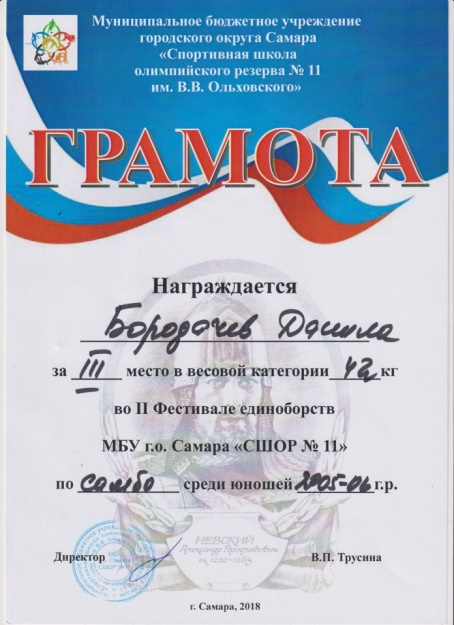 Муниципальное бюджетное учреждение
городского округа Самара
«Спортивная школа
олимпийского резерва № 11
им. В.В. Ольховского»
ГРАМОТА
Награждается
Бородачев Данила
за III место в весовой категории 42 кг
во II Фестивале единоборств
МБУ г.о. Самара «СШОР № 11»
по самбо среди юношей 2005-06 г.р.
НЕВСКИЙ
Александр Ярославович
Директор В.П. Трусина
г. Самара, 2018